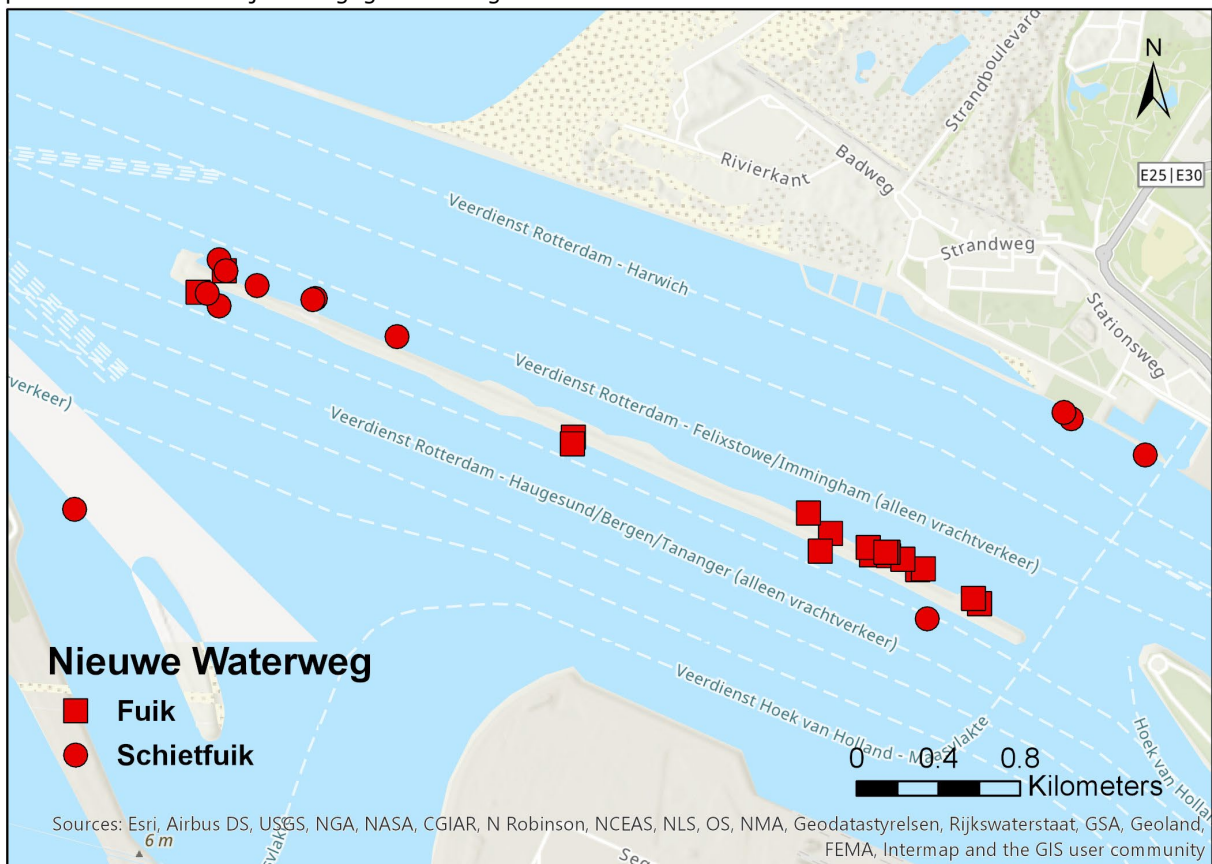 N
Strandboulevard
Badweg
Rivierkant
E25|E30
Veerdienst Rotterdam - Harwich
Strandweg
Stationsweg
Veerdienst Rotterdam - Felixstowe/Immingham (alleen vrachtverkeer)
verkeer)
Veerdienst Rotterdam - Haugesund/Bergen/Tananger (alleen vrachtverkeer)
Nieuwe Waterweg
Fuik
Schietfuik
Veerdienst Hoek van Holland - Maasvlakte
Hoek van Holla
0 0.4 0.8
Kilometers
Sources: Esri, Airbus DS, USGS, NGA, NASA, CGIAR, N Robinson, NCEAS, NLS, OS, NMA, Geodatastyrelsen, Rijkswaterstaat, GSA, Geoland,
FEMA, Intermap and the GIS user community
6 m